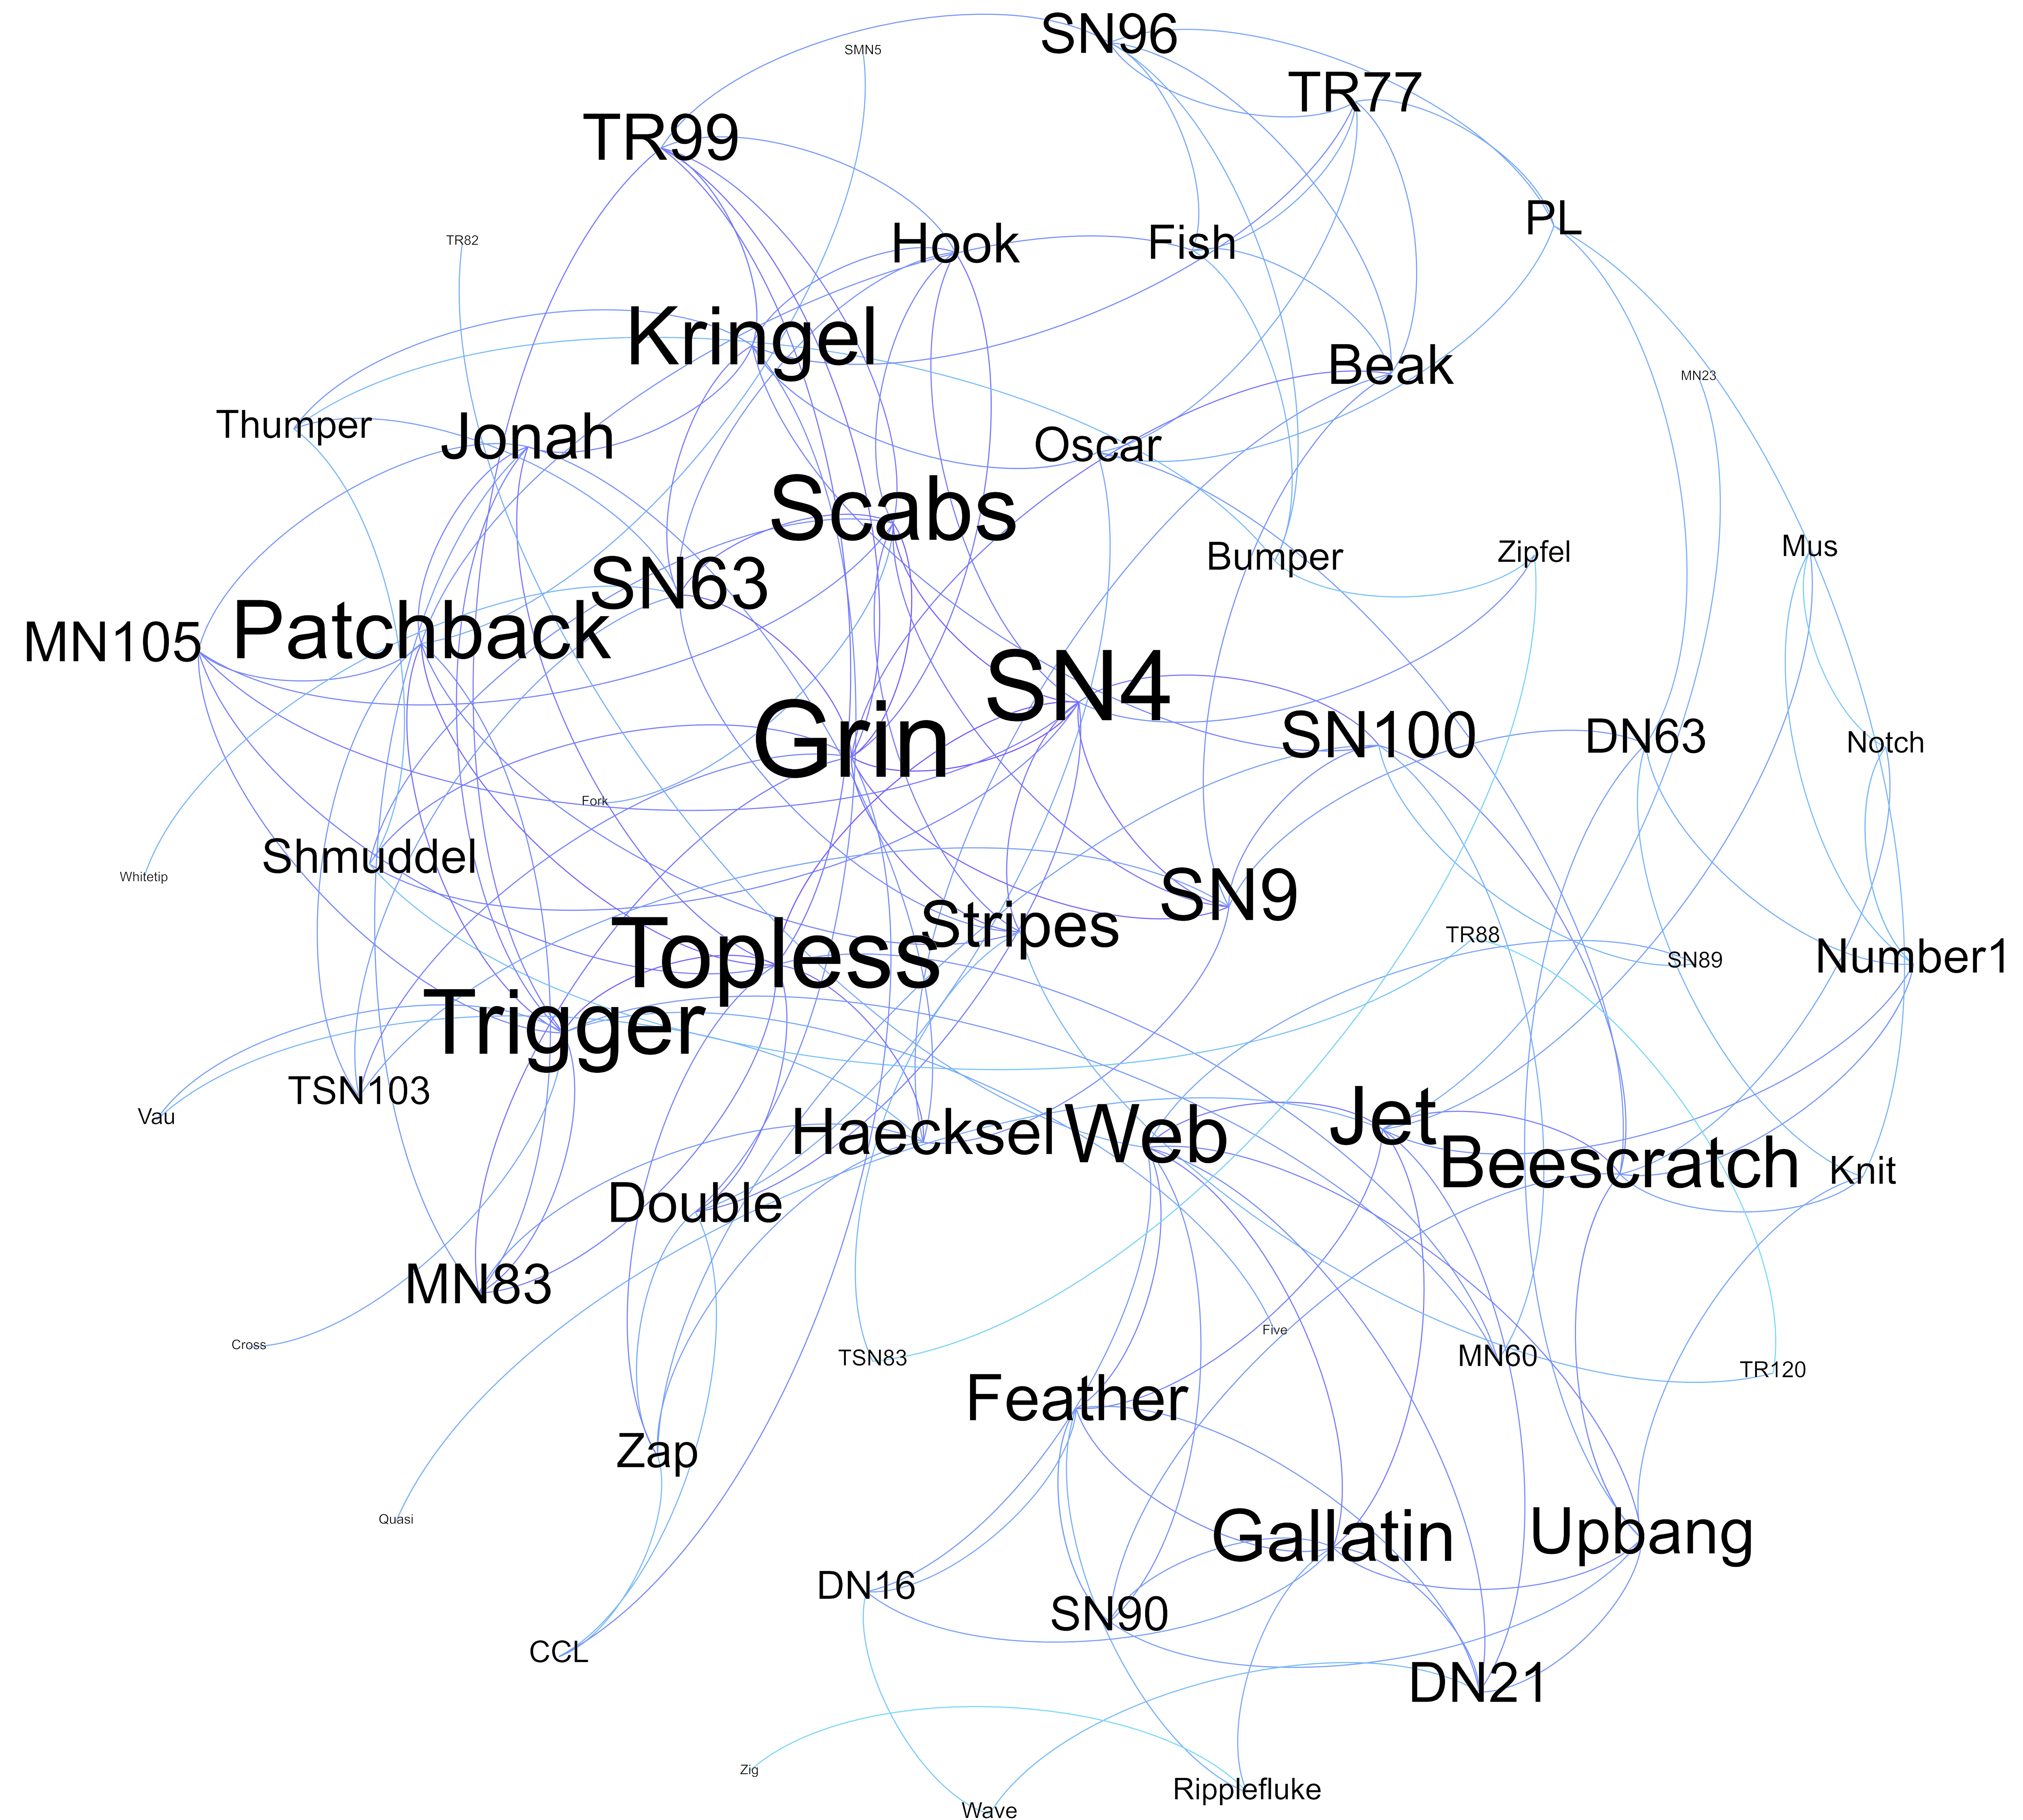 SN96
SMN5
TR77
TR99
PL
TR82
Hook
Fish
Kringel
Beak
MN23
Thumper
Jonah
Oscar
Scabs
Bumper
Zipfel
Mus
SN63
Patchback
MN105
SN4
Grin
SN100
DN63
Notch
Fork
Shmuddel
Whitetip
SN9
Stripes
TR88
Topless
SN89
Number1
Trigger
TSN103
Vau
Jet
Haecksel
Web
Beescratch
Knit
Double
MN83
Five
Cross
TSN83
MN60
TR120
Feather
Zap
Quasi
Gallatin
Upbang
DN16
SN90
CCL
DN21
Zig
Ripplefluke
Wave